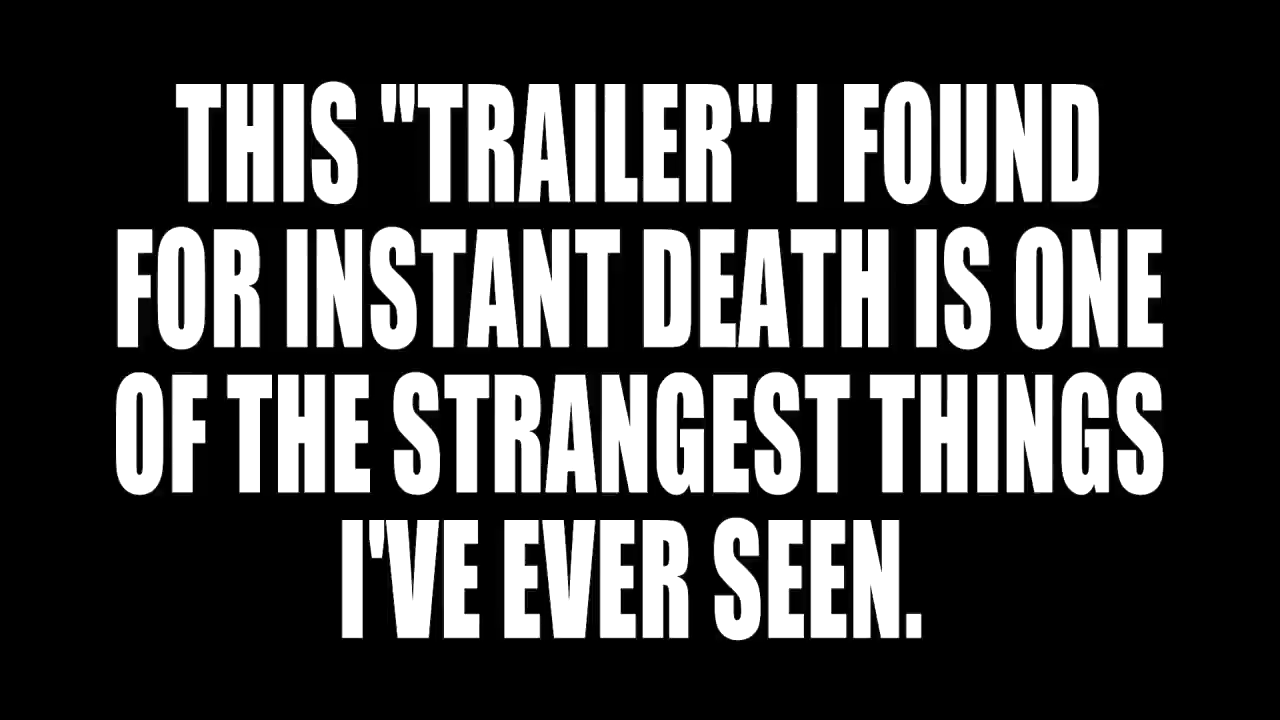 THIS "TRAILER" I FOUND
FOR INSTANT DEATH IS ONE
OF THE STRANGEST THINGS
I'VE EVER SEEN.